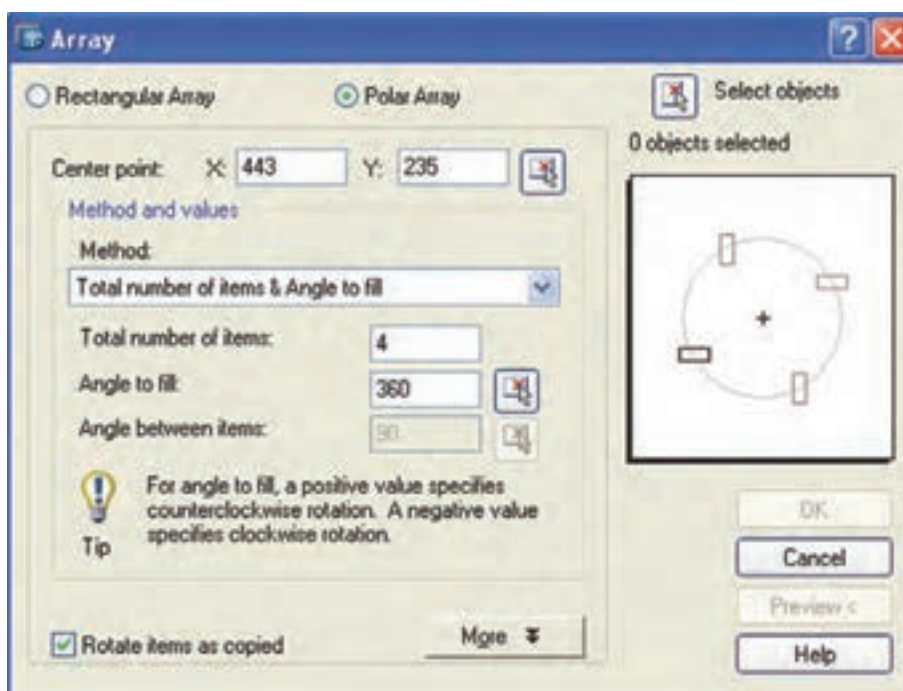 Array
Rectangular Array
Polar Array
Select objects
0 objects selected
Center point: X: 443 Y: 235
Method and values
Method:
Total number of items & Angle to fill
Total number of items: 4
Angle to fill: 360
Angle between items: 90
For angle to fill, a positive value specifies
counterclockwise rotation. A negative value
specifies clockwise rotation.
Tip
Rotate items as copied
More
OK
Cancel
Preview <
Help